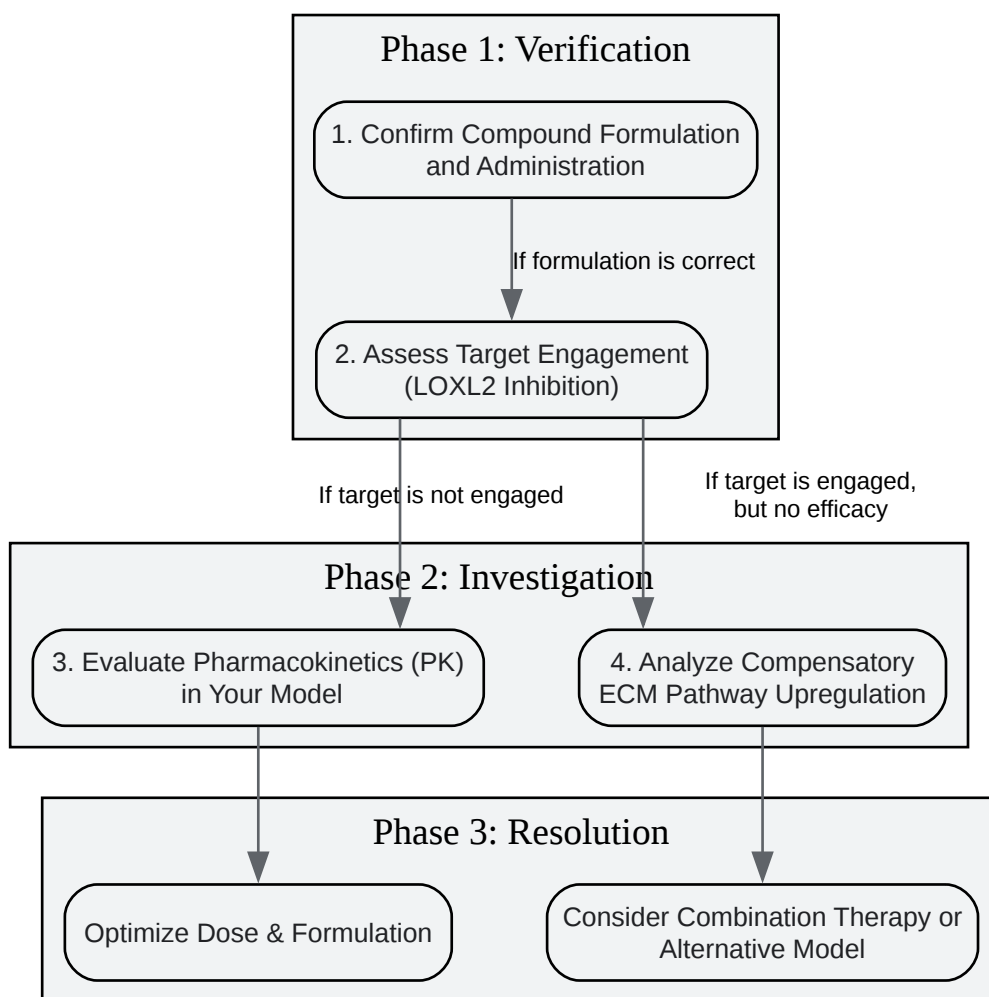 Phase 1: Verification
1. Confirm Compound Formulation
and Administration
If formulation is correct
2. Assess Target Engagement
(LOXL2 Inhibition)
If target is not engaged
If target is engaged,
but no efficacy
Phase 2: Investigation
3. Evaluate Pharmacokinetics (PK)
in Your Model
4. Analyze Compensatory
ECM Pathway Upregulation
Phase 3: Resolution
Optimize Dose & Formulation
Consider Combination Therapy or
Alternative Model